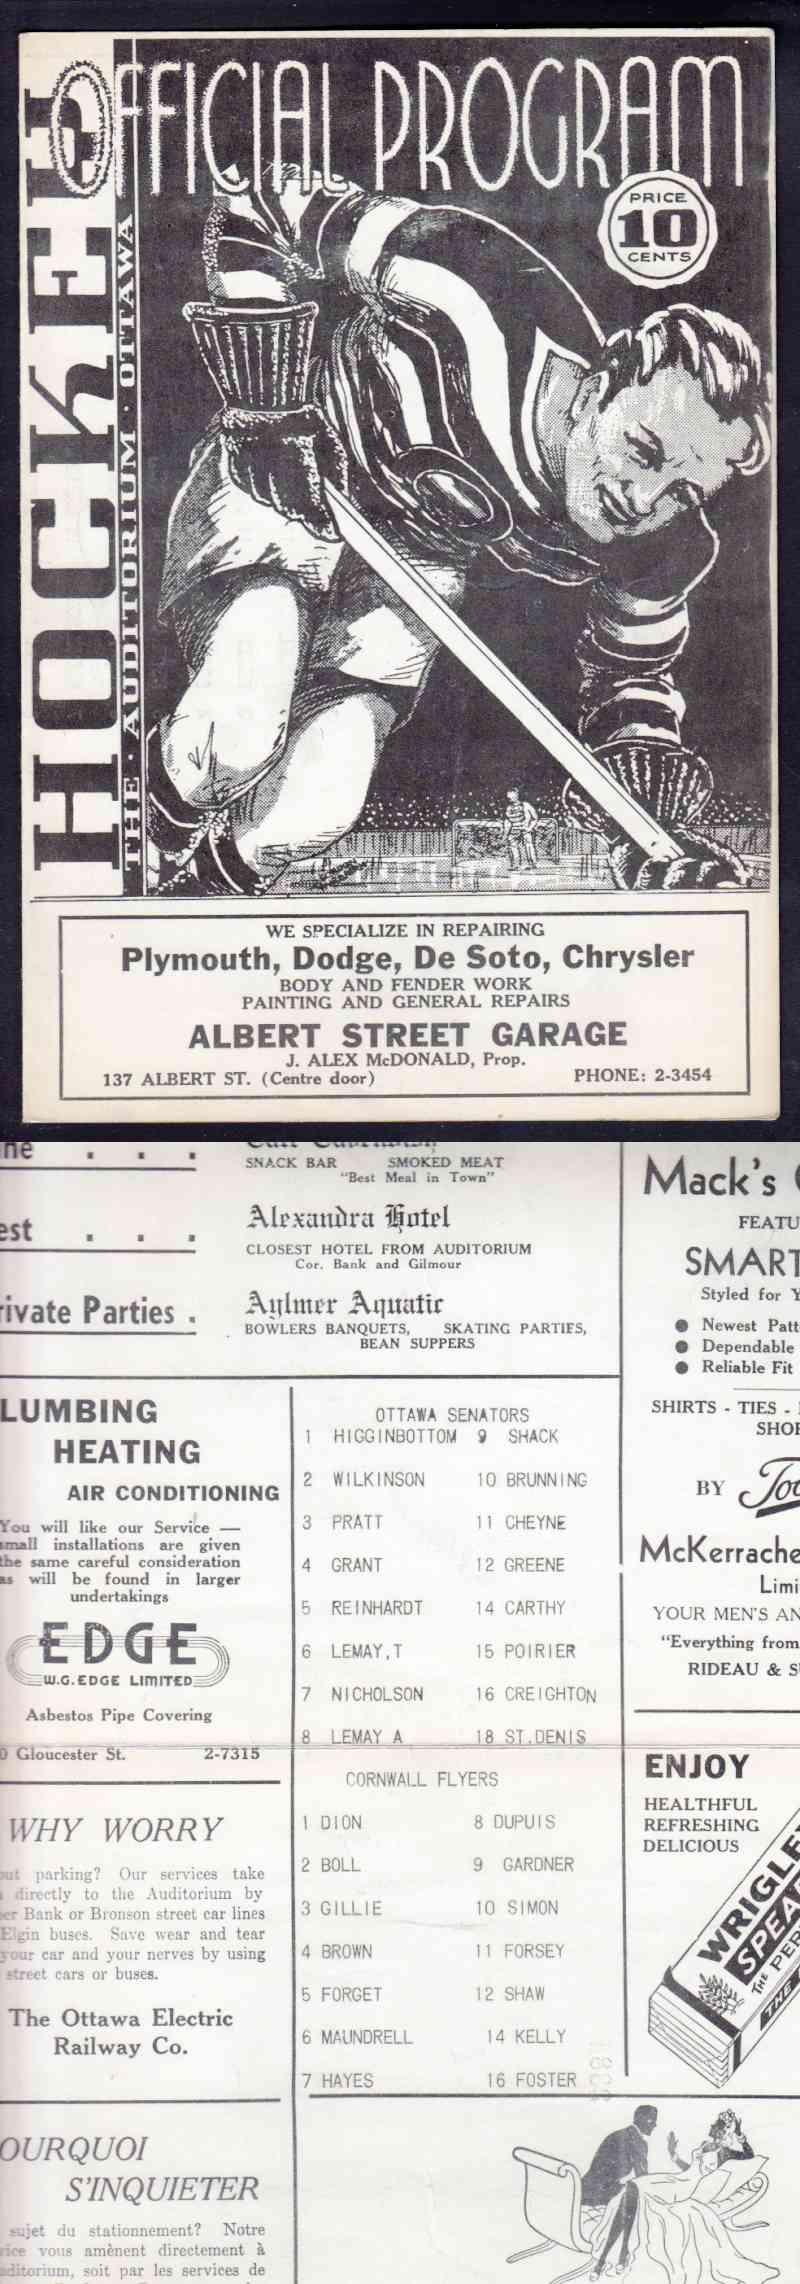 OFFICIAL PROGRAM
HOCKEY
THE · AUDITORIUM · OTTAWA
PRICE
10
CENTS
WE SPECIALIZE IN REPAIRING
Plymouth, Dodge, De Soto, Chrysler
BODY AND FENDER WORK
PAINTING AND GENERAL REPAIRS
ALBERT STREET GARAGE
J. ALEX McDONALD, Prop.
137 ALBERT ST. (Centre door) PHONE: 2-3454
SNACK BAR SMOKED MEAT
"Best Meal in Town"
Alexandra Hotel
CLOSEST HOTEL FROM AUDITORIUM
Cor. Bank and Gilmour
rivate Parties .
Aylmer Aquatic
BOWLERS BANQUETS, SKATING PARTIES,
BEAN SUPPERS
Mack's
FEATU
SMART
Styled for Y
● Newest Patt
● Dependable
● Reliable Fit
SHIRTS - TIES -
SHOE
BY
McKerrache
Limi
YOUR MEN'S AN
"Everything from
RIDEAU & S
LUMBING
HEATING
AIR CONDITIONING
You will like our Service —
small installations are given
the same careful consideration
as will be found in larger
undertakings
EDGE
W.G. EDGE LIMITED
Asbestos Pipe Covering
0 Gloucester St. 2-7315
OTTAWA SENATORS
1 HIGGINBOTTOM 9 SHACK
2 WILKINSON 10 BRUNNING
3 PRATT 11 CHEYNE
4 GRANT 12 GREENE
5 REINHARDT 14 CARTHY
6 LEMAY,T 15 POIRIER
7 NICHOLSON 16 CREIGHTON
8 LEMAY A 18 ST.DENIS
CORNWALL FLYERS
1 DION 8 DUPUIS
2 BOLL 9 GARDNER
3 GILLIE 10 SIMON
4 BROWN 11 FORSEY
5 FORGET 12 SHAW
6 MAUNDRELL 14 KELLY
7 HAYES 16 FOSTER
ENJOY
HEALTHFUL
REFRESHING
DELICIOUS
WRIGLEY
SPEA
THE PER
WHY WORRY
out parking? Our services take
directly to the Auditorium by
er Bank or Bronson street car lines
Elgin buses. Save wear and tear
your car and your nerves by using
street cars or buses.
The Ottawa Electric
Railway Co.
OURQUOI
S'INQUIETER
sujet du stationnement? Notre
vice vous amènent directement à
uditorium, soit par les services de